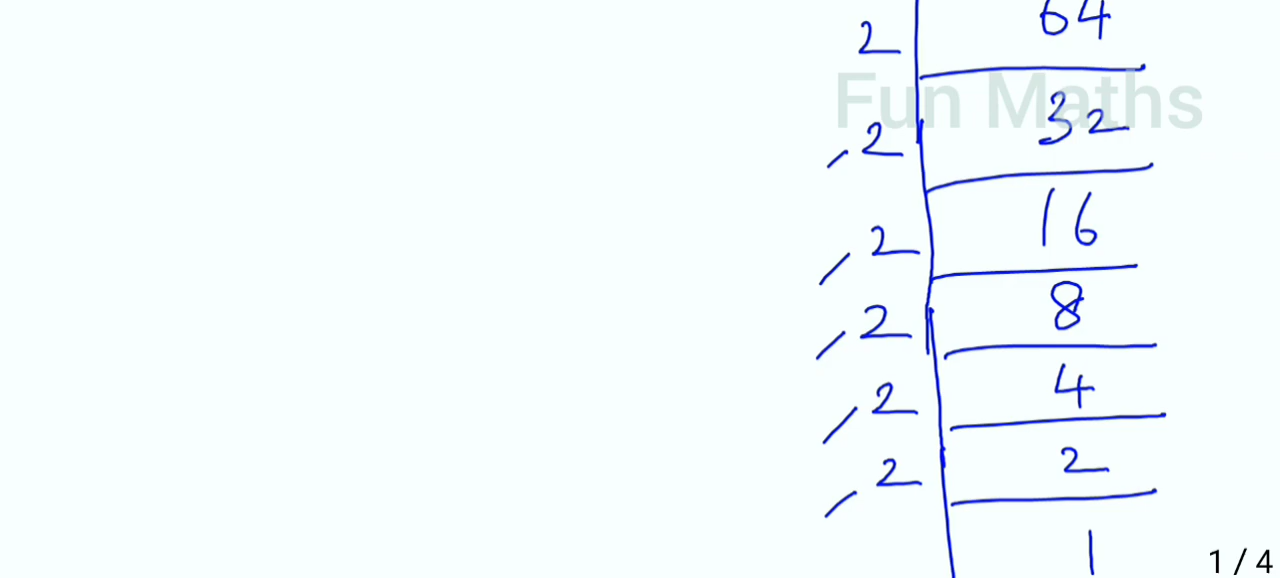 2 64
Fun Maths
, 2 32
, 2 16
, 2 8
, 2 4
, 2 2
1
1 / 4